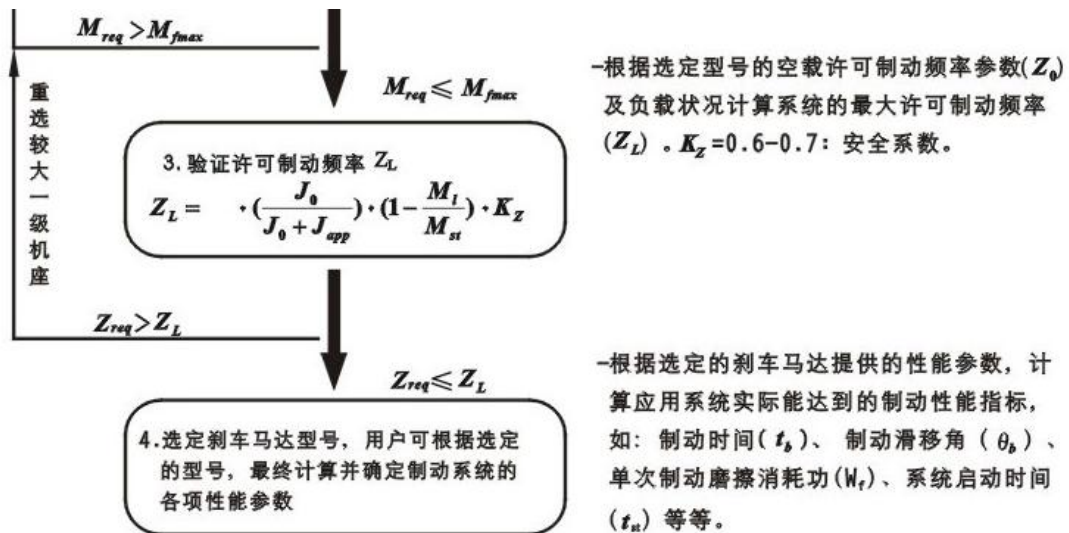 M_req > M_fmax
M_req ≤ M_fmax
重选较大一级机座
-根据选定型号的空载许可制动频率参数(Z_0)
及负载状况计算系统的最大许可制动频率
(Z_L) 。K_Z=0.6-0.7: 安全系数。
3.验证许可制动频率 Z_L
Z_L = ·(J_0/(J_0 + J_app))·(1-M_l/M_st)·K_Z
Z_req > Z_L
Z_req ≤ Z_L
4.选定刹车马达型号, 用户可根据选定
的型号, 最终计算并确定制动系统的
各项性能参数
-根据选定的刹车马达提供的性能参数, 计
算应用系统实际能达到的制动性能指标,
如: 制动时间( t_b )、 制动滑移角 ( θ_b ) 、
单次制动磨擦消耗功(W_f)、系统启动时间
(t_st) 等等。